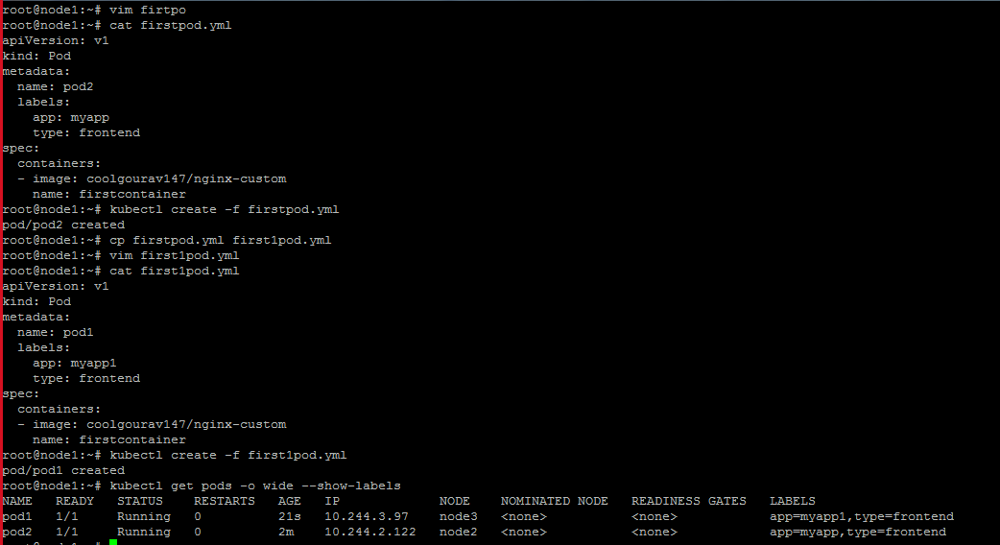 root@node1:~# vim firtpo
root@node1:~# cat firstpod.yml
apiVersion: v1
kind: Pod
metadata:
  name: pod2
  labels:
    app: myapp
    type: frontend
spec:
  containers:
  - image: coolgourav147/nginx-custom
    name: firstcontainer
root@node1:~# kubectl create -f firstpod.yml
pod/pod2 created
root@node1:~# cp firstpod.yml first1pod.yml
root@node1:~# vim first1pod.yml
root@node1:~# cat first1pod.yml
apiVersion: v1
kind: Pod
metadata:
  name: pod1
  labels:
    app: myapp1
    type: frontend
spec:
  containers:
  - image: coolgourav147/nginx-custom
    name: firstcontainer
root@node1:~# kubectl create -f first1pod.yml
pod/pod1 created
root@node1:~# kubectl get pods -o wide --show-labels
NAME   READY   STATUS    RESTARTS   AGE   IP             NODE    NOMINATED NODE   READINESS GATES   LABELS
pod1   1/1     Running   0          21s   10.244.3.97    node3   <none>           <none>            app=myapp1,type=frontend
pod2   1/1     Running   0          2m    10.244.2.122   node2   <none>           <none>            app=myapp,type=frontend